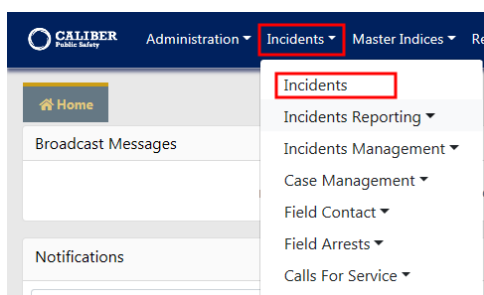 CALIBER
Public Safety
Administration Incidents Master Indices Re
Home
Broadcast Messages
Notifications
Incidents
Incidents Reporting
Incidents Management
Case Management
Field Contact
Field Arrests
Calls For Service